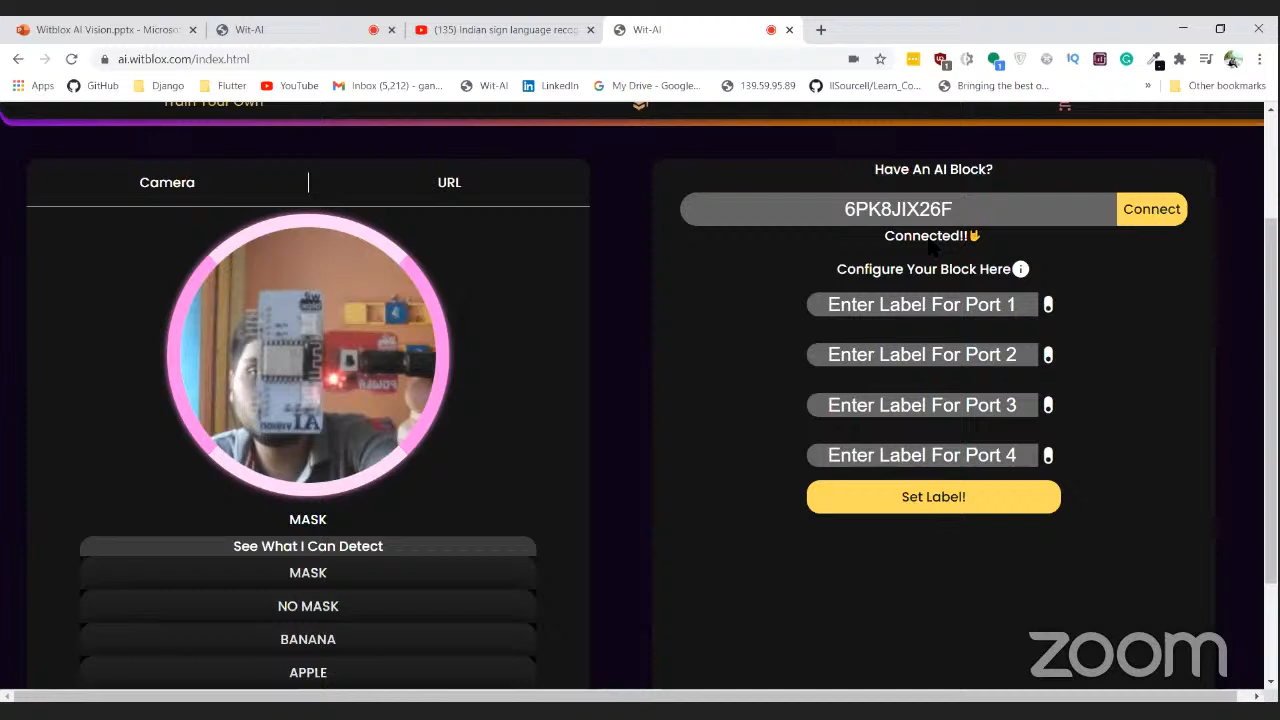 Witblox AI Vision.pptx - Microso
Wit-AI
(135) Indian sign language recog
Wit-AI
ai.witblox.com/index.html
Apps
GitHub
Django
Flutter
YouTube
Inbox (5,212) - gan...
Wit-AI
LinkedIn
My Drive - Google...
139.59.95.89
llSourcell/Learn_Co...
Bringing the best o...
Other bookmarks
Train Your Own
Camera
URL
MASK
See What I Can Detect
MASK
NO MASK
BANANA
APPLE
Have An AI Block?
6PK8JIX26F
Connect
Connected!!🤟
Configure Your Block Here
Enter Label For Port 1
Enter Label For Port 2
Enter Label For Port 3
Enter Label For Port 4
Set Label!
zoom